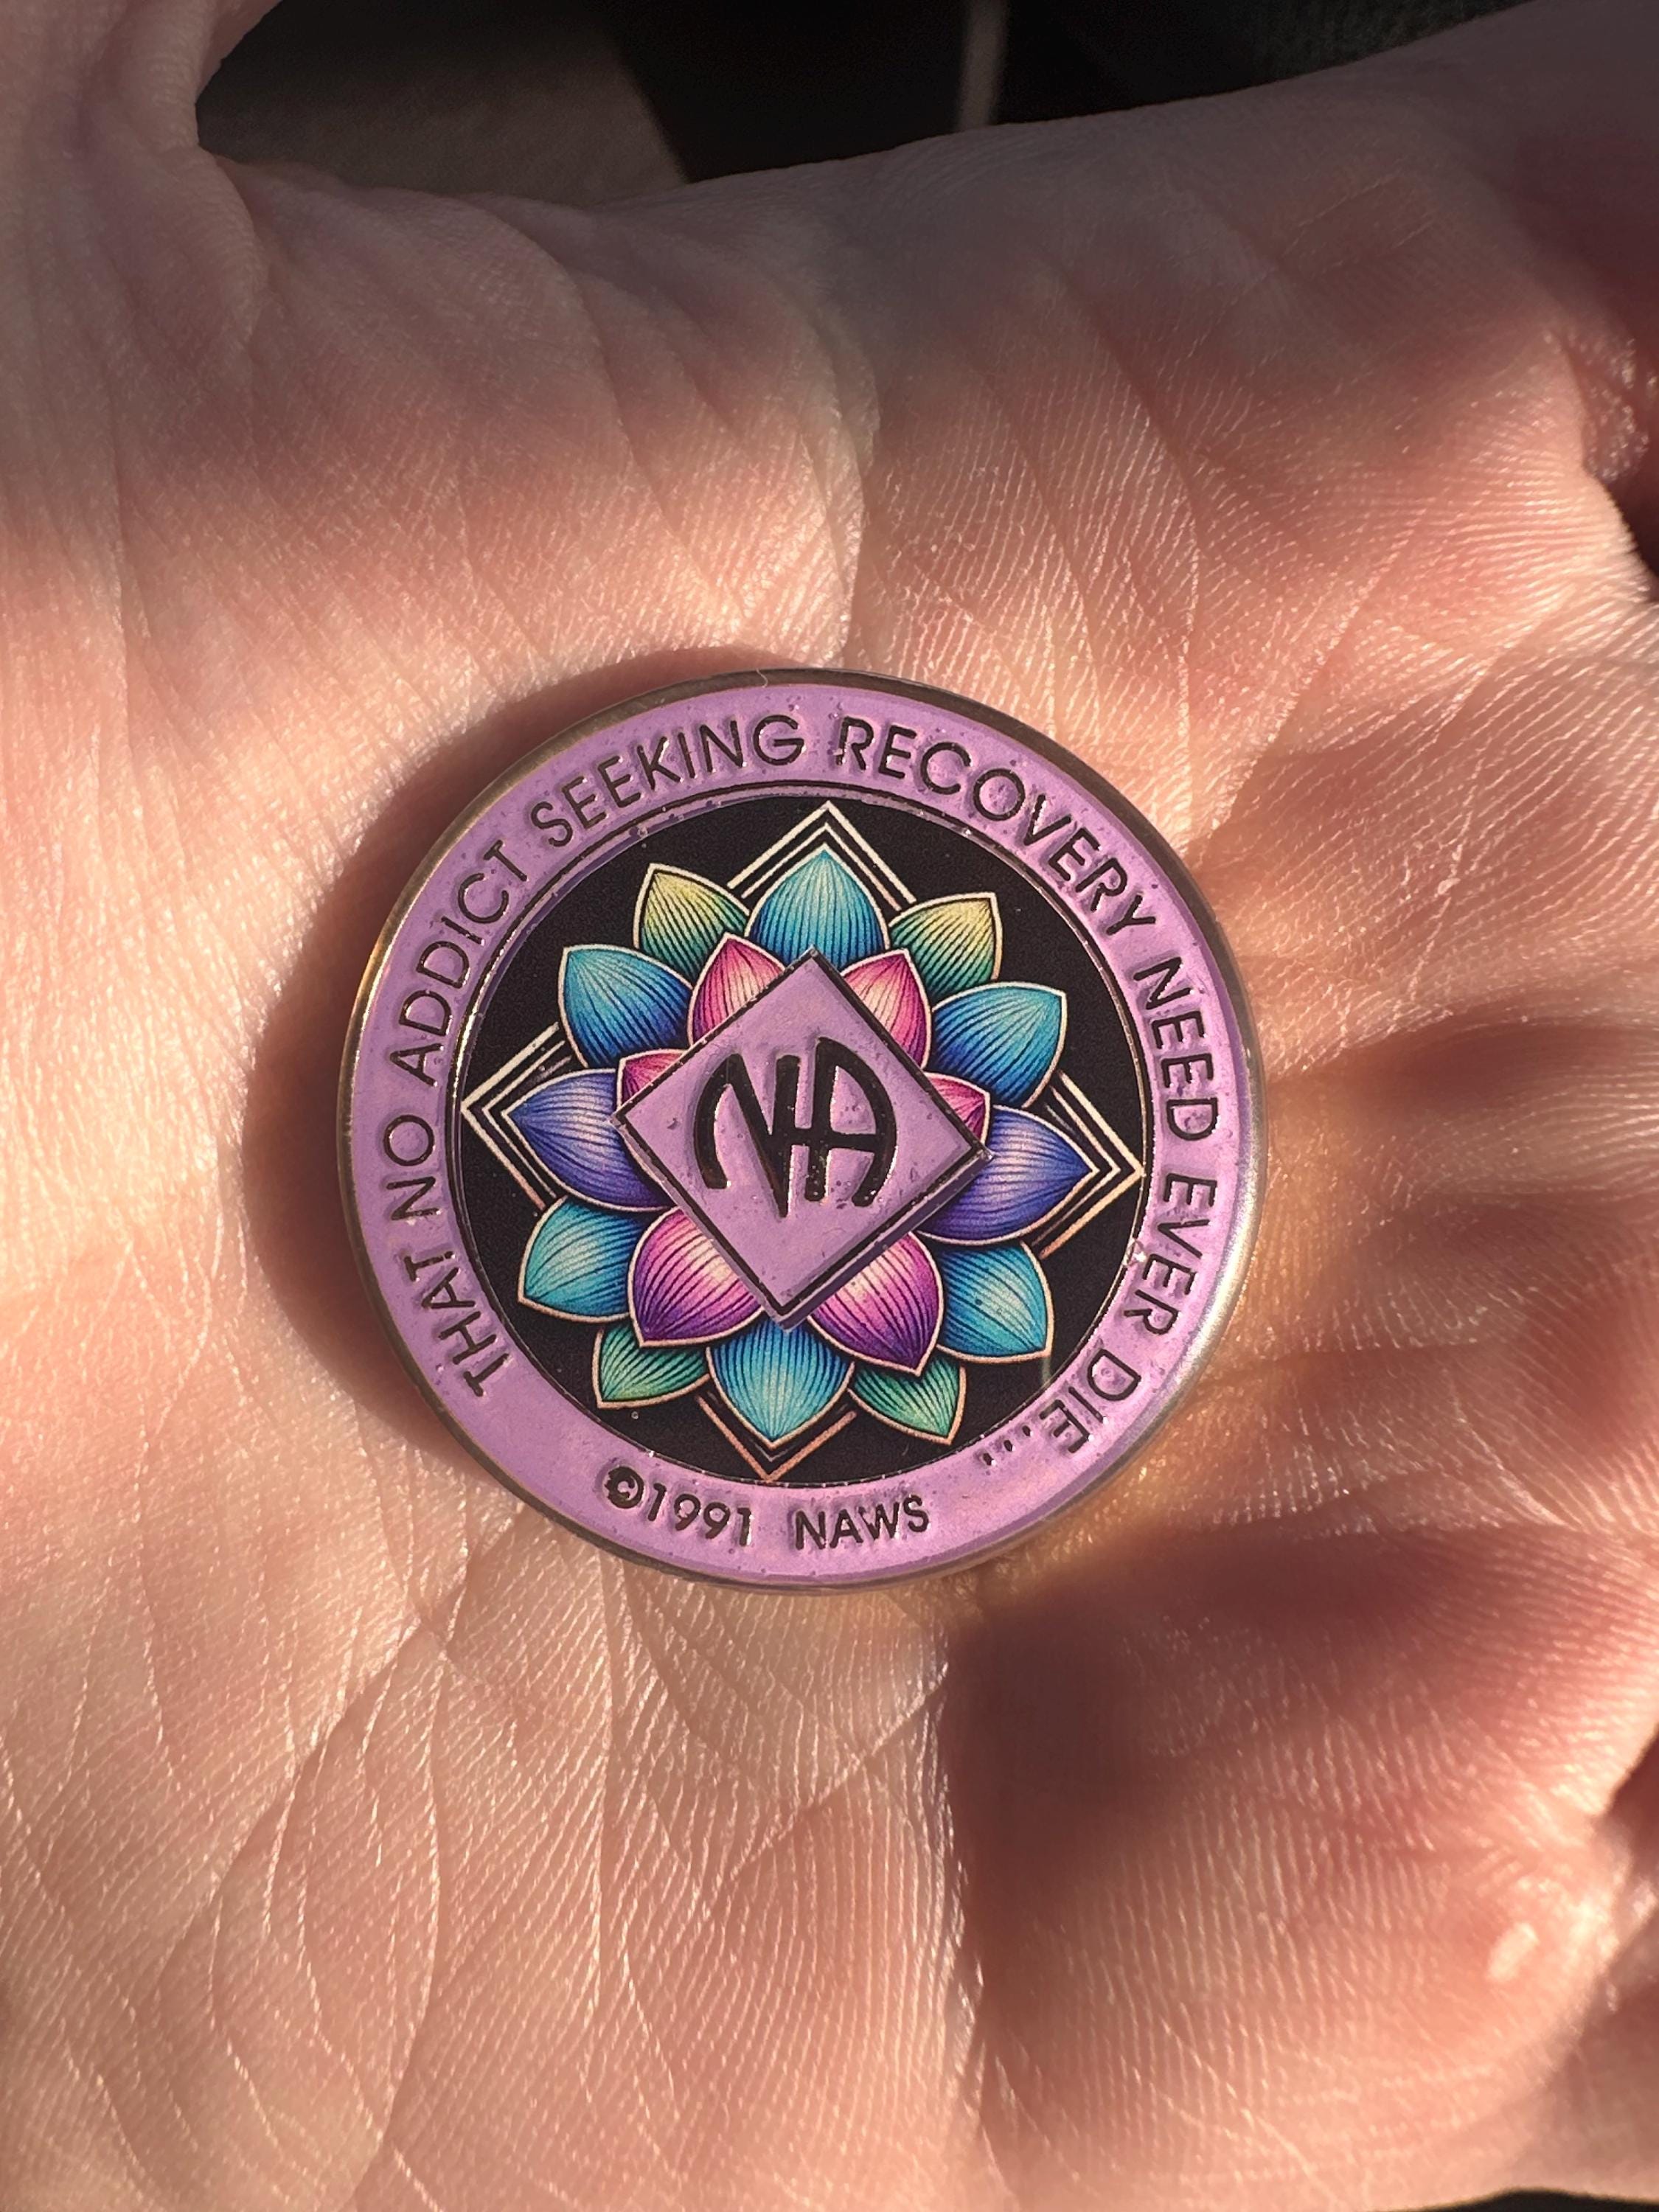 THAT NO ADDICT SEEKING RECOVERY NEED EVER DIE....
NA
©1991 NAWS